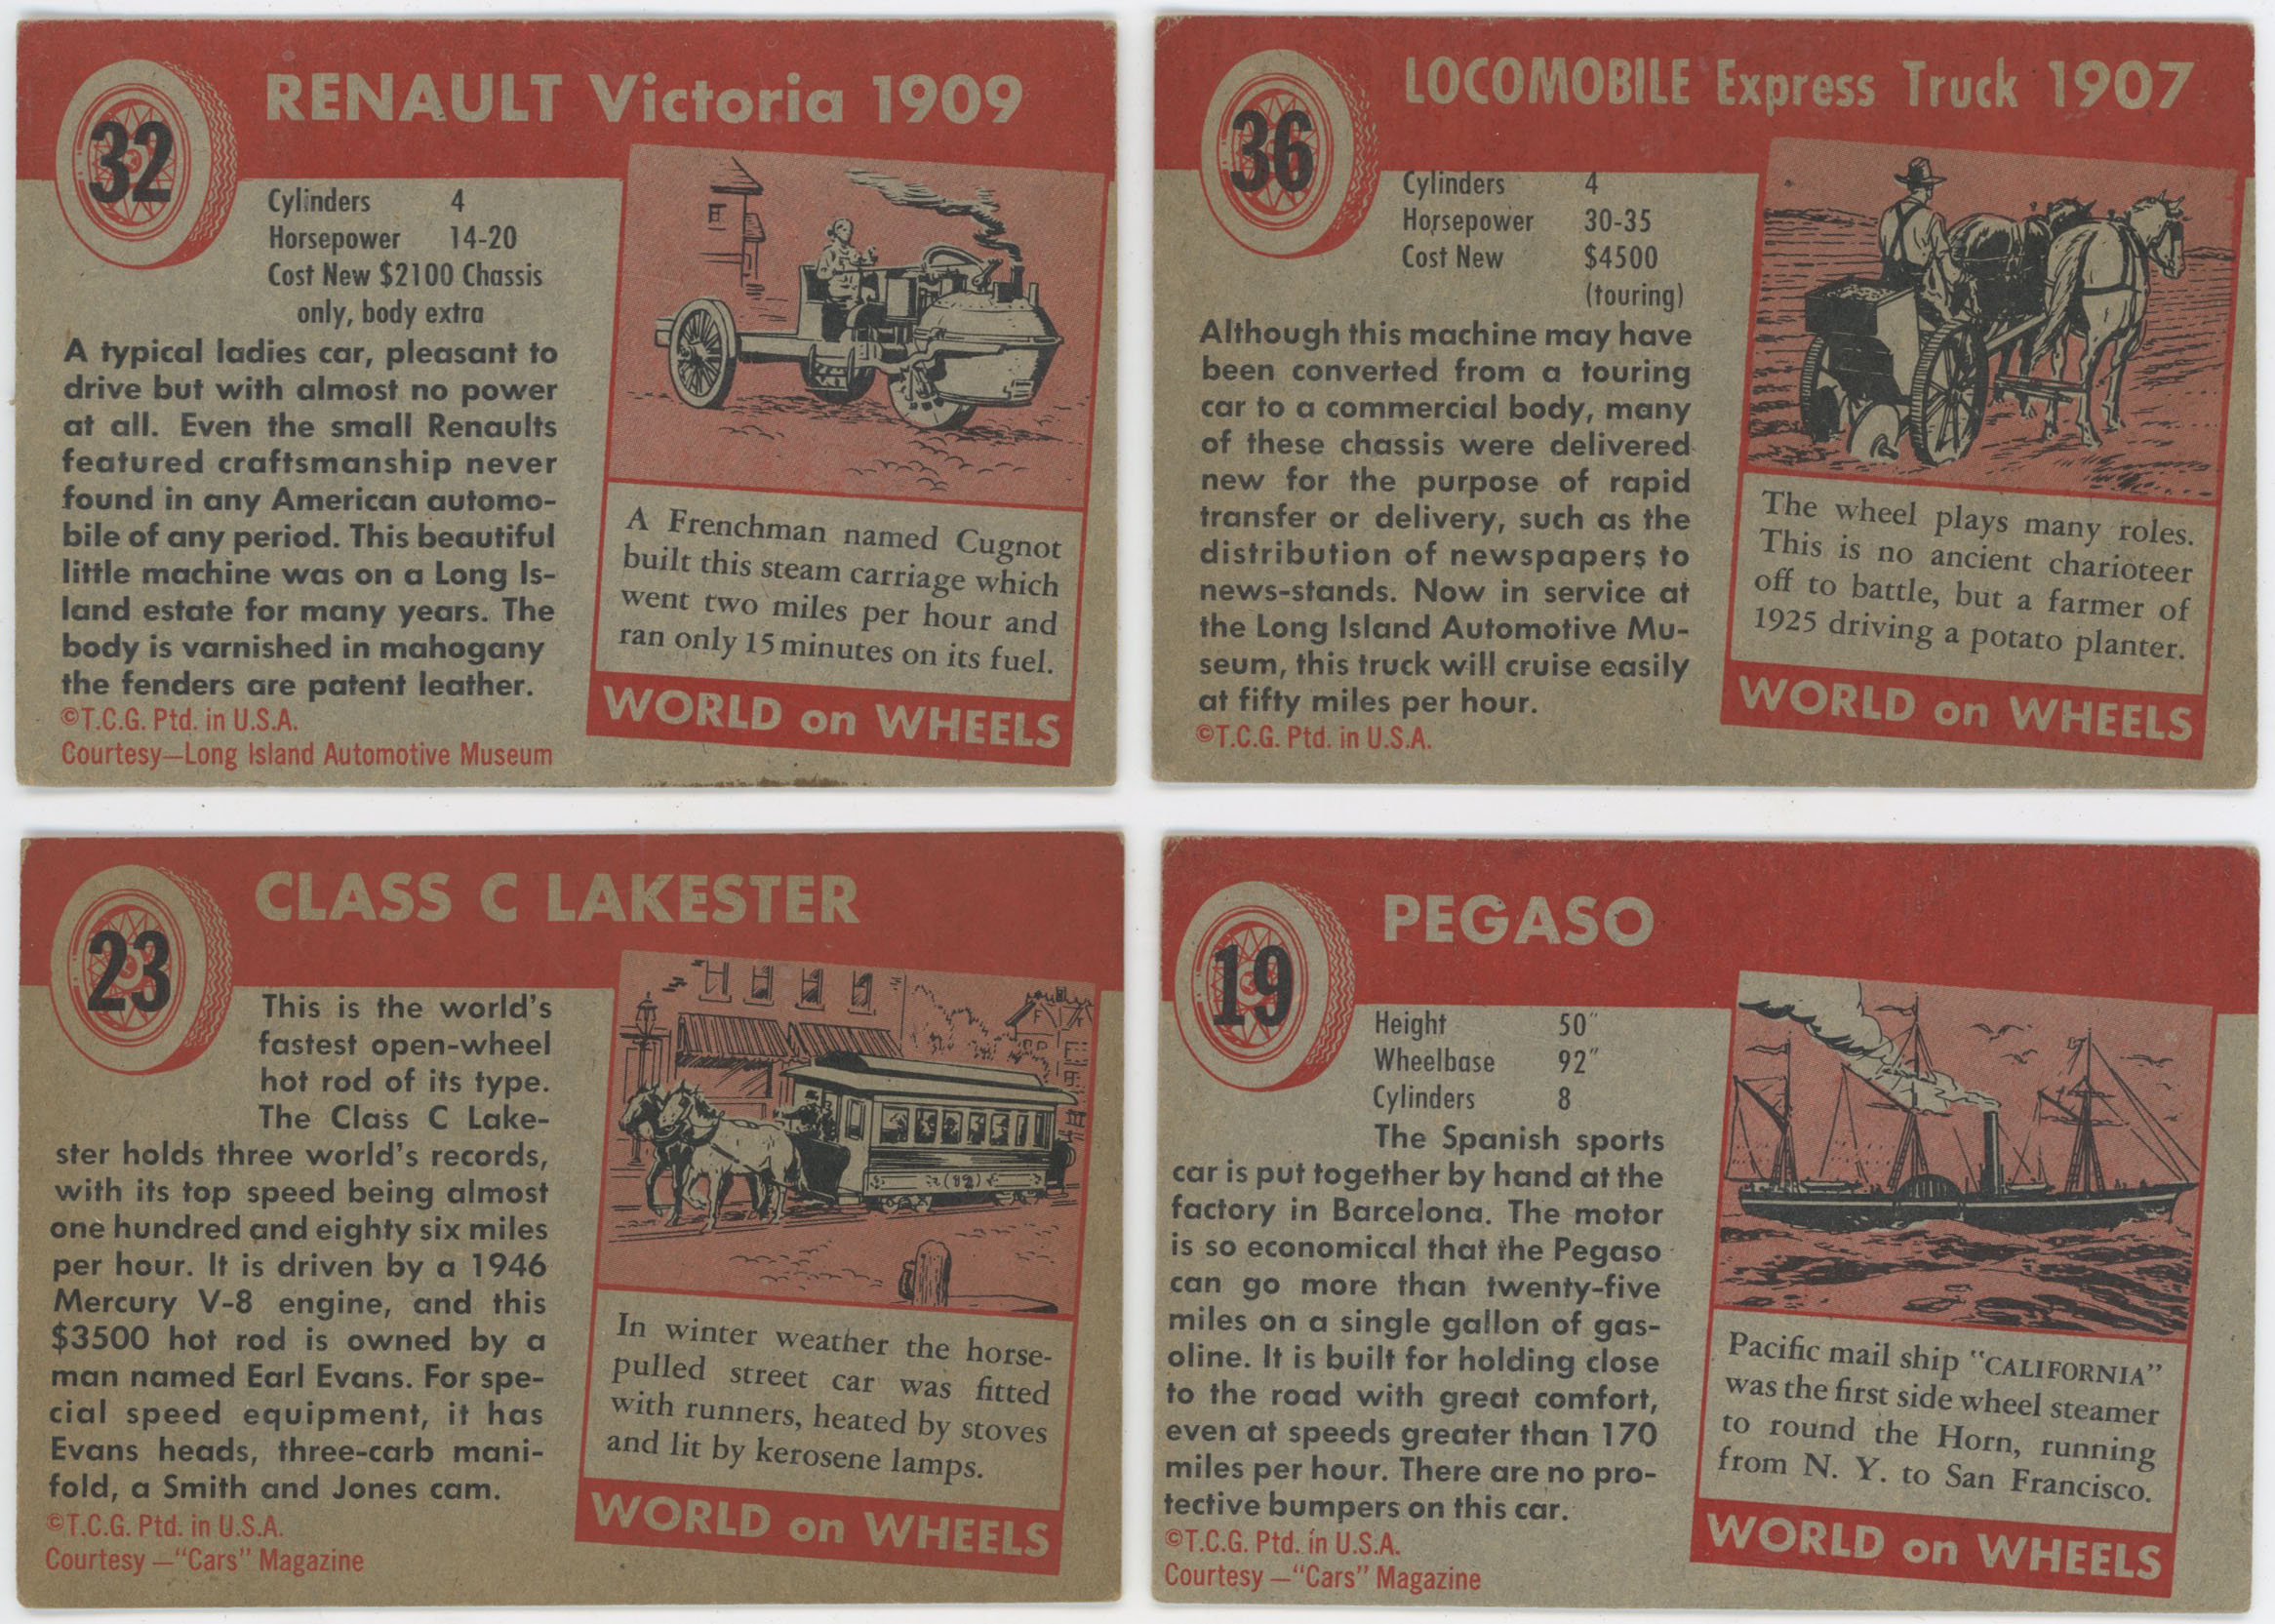 RENAULT Victoria 1909
32
Cylinders 4
Horsepower 14-20
Cost New $2100 Chassis
only, body extra
A typical ladies car, pleasant to
drive but with almost no power
at all. Even the small Renaults
featured craftsmanship never
found in any American automo-
bile of any period. This beautiful
little machine was on a Long Is-
land estate for many years. The
body is varnished in mahogany
the fenders are patent leather.
©T.C.G. Ptd. in U.S.A.
Courtesy—Long Island Automotive Museum
A Frenchman named Cugnot
built this steam carriage which
went two miles per hour and
ran only 15 minutes on its fuel.
WORLD on WHEELS
LOCOMOBILE Express Truck 1907
36
Cylinders 4
Horsepower 30-35
Cost New $4500
(touring)
Although this machine may have
been converted from a touring
car to a commercial body, many
of these chassis were delivered
new for the purpose of rapid
transfer or delivery, such as the
distribution of newspapers to
news-stands. Now in service at
the Long Island Automotive Mu-
seum, this truck will cruise easily
at fifty miles per hour.
©T.C.G. Ptd. in U.S.A.
The wheel plays many roles.
This is no ancient charioteer
off to battle, but a farmer of
1925 driving a potato planter.
WORLD on WHEELS
CLASS C LAKESTER
23
This is the world's
fastest open-wheel
hot rod of its type.
The Class C Lake-
ster holds three world's records,
with its top speed being almost
one hundred and eighty six miles
per hour. It is driven by a 1946
Mercury V-8 engine, and this
$3500 hot rod is owned by a
man named Earl Evans. For spe-
cial speed equipment, it has
Evans heads, three-carb mani-
fold, a Smith and Jones cam.
©T.C.G. Ptd. in U.S.A.
Courtesy —"Cars" Magazine
In winter weather the horse-
pulled street car was fitted
with runners, heated by stoves
and lit by kerosene lamps.
WORLD on WHEELS
PEGASO
19
Height 50"
Wheelbase 92"
Cylinders 8
The Spanish sports
car is put together by hand at the
factory in Barcelona. The motor
is so economical that the Pegaso
can go more than twenty-five
miles on a single gallon of gas-
oline. It is built for holding close
to the road with great comfort,
even at speeds greater than 170
miles per hour. There are no pro-
tective bumpers on this car.
©T.C.G. Ptd. in U.S.A.
Courtesy —"Cars" Magazine
Pacific mail ship "CALIFORNIA"
was the first side wheel steamer
to round the Horn, running
from N. Y. to San Francisco.
WORLD on WHEELS